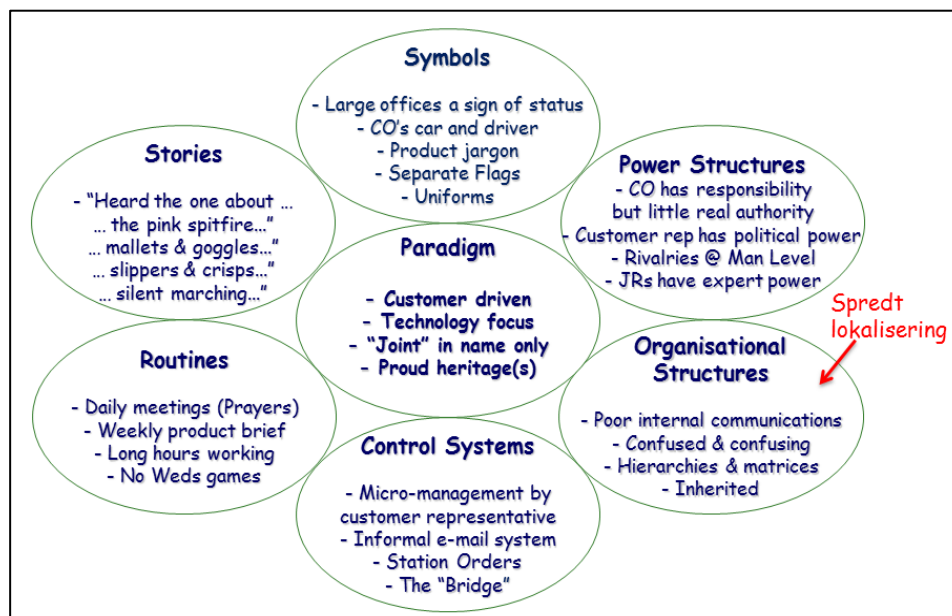 Symbols
- Large offices a sign of status
- CO's car and driver
- Product jargon
- Separate Flags
- Uniforms
Stories
- "Heard the one about ...
... the pink spitfire..."
... mallets & goggles..."
... slippers & crisps..."
... silent marching..."
Power Structures
- CO has responsibility
but little real authority
- Customer rep has political power
- Rivalries @ Man Level
- JRs have expert power
Paradigm
- Customer driven
- Technology focus
- "Joint" in name only
- Proud heritage(s)
Spredt
lokalisering
Routines
- Daily meetings (Prayers)
- Weekly product brief
- Long hours working
- No Weds games
Organisational
Structures
- Poor internal communications
- Confused & confusing
- Hierarchies & matrices
- Inherited
Control Systems
- Micro-management by
customer representative
- Informal e-mail system
- Station Orders
- The "Bridge"